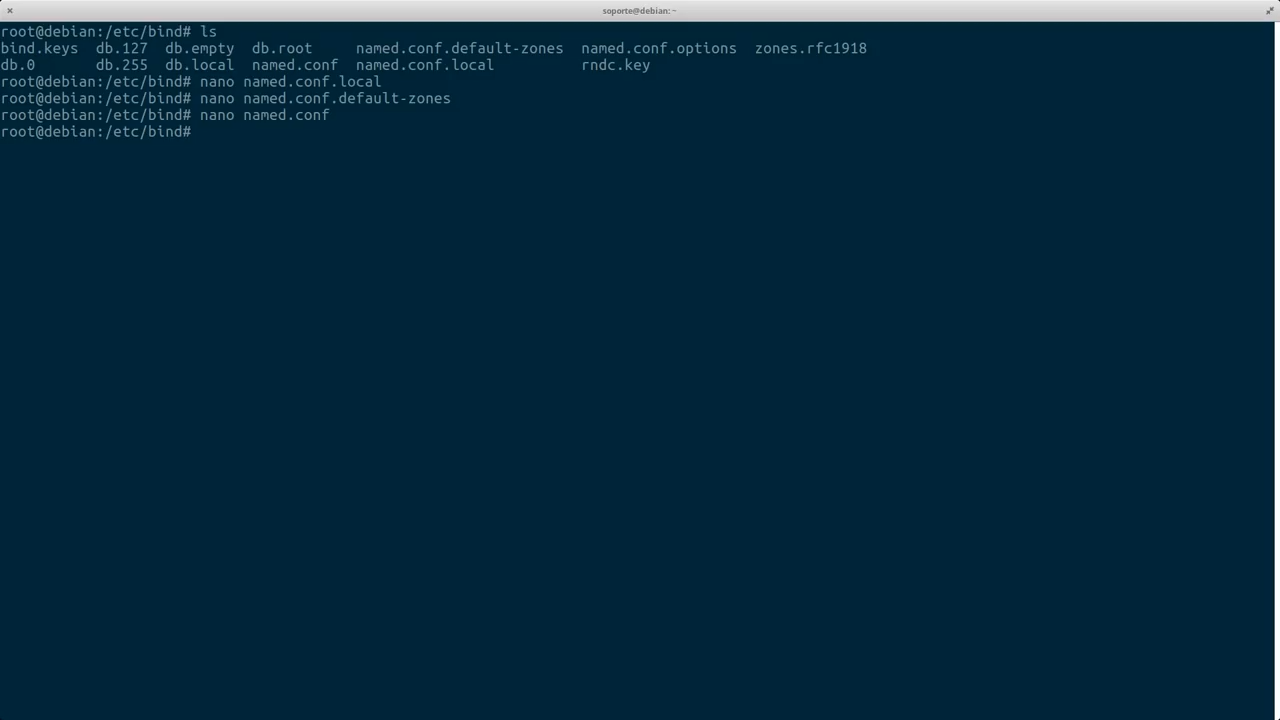 soporte@debian: ~
root@debian:/etc/bind# ls
bind.keys  db.127  db.empty  db.root     named.conf.default-zones  named.conf.options  zones.rfc1918
db.0       db.255  db.local  named.conf  named.conf.local          rndc.key
root@debian:/etc/bind# nano named.conf.local
root@debian:/etc/bind# nano named.conf.default-zones
root@debian:/etc/bind# nano named.conf
root@debian:/etc/bind#